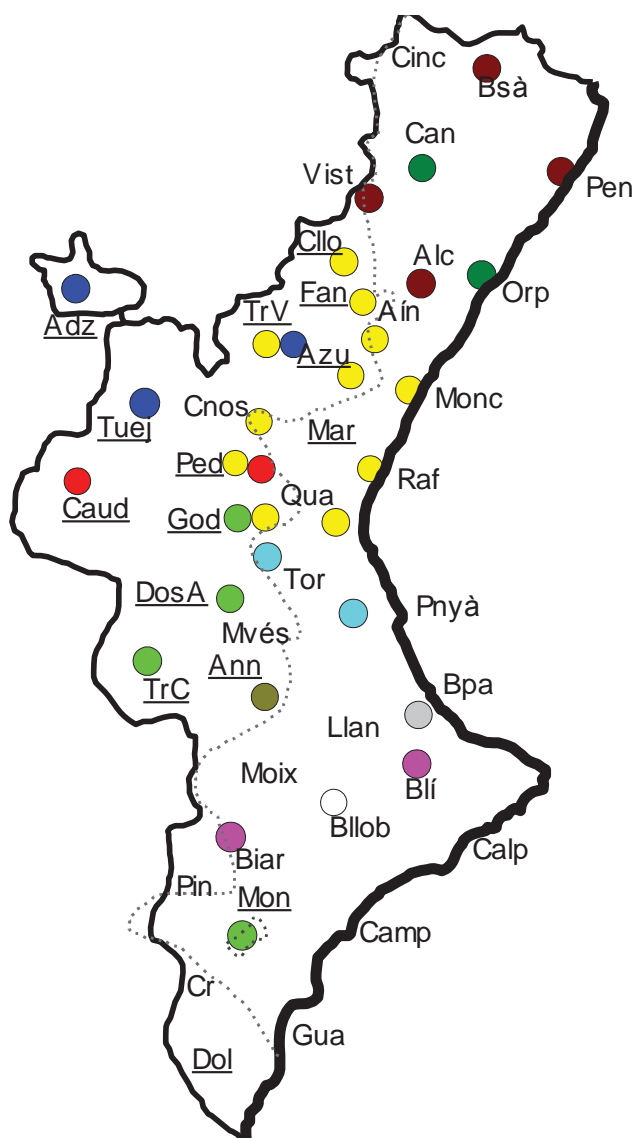 Cinc
Bsà
Can
Vist
Pen
Cllo
Alc
Fan
Orp
Adz
TrV
Aín
Azu
Monc
Cnos
Tuej
Mar
Ped
Raf
Caud
Qua
God
Tor
DosA
Pnyà
Mvés
Ann
TrC
Bpa
Llan
Moix
Blí
Bllob
Biar
Calp
Pin
Mon
Camp
Cr
Gua
Dol